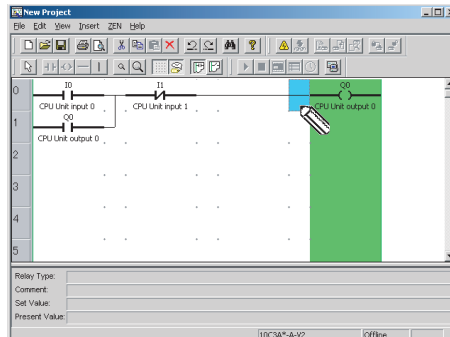 New Project
File Edit View Insert ZEN Help
0
I0
I1
Q0
CPU Unit input 0
CPU Unit input 1
CPU Unit output 0
1
Q0
CPU Unit output 0
2
3
4
5
Relay Type:
Comment:
Set Value:
Present Value:
10C3A*-A-V2
Offline